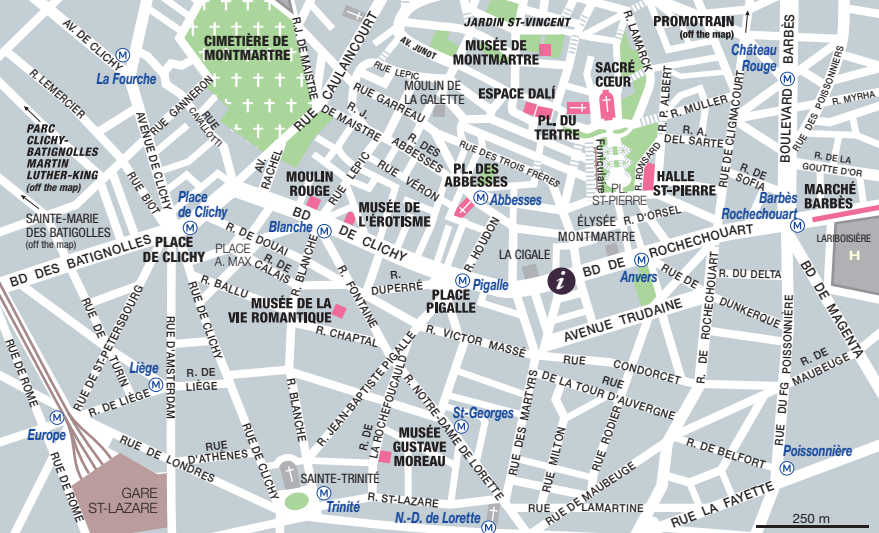 JARDIN ST-VINCENT
PROMOTRAIN
(off the map)
CIMETIÈRE DE
MONTMARTRE
R.J. DE MAISTRE
RUE CAULAINCOURT
AV. JUNOT
MUSÉE DE
MONTMARTRE
R. LAMARCK
BOULEVARD BARBÈS
Château
Rouge
M
AV. DE CLICHY
M
La Fourche
R. LEMERCIER
RUE GANNERON
RUE
CAVALLOTTI
AVENUE DE CLICHY
RUE LEPIC
MOULIN DE
LA GALETTE
RUE GARREAU
R. J.
DE MAISTRE
ESPACE DALÍ
SACRÉ
CŒUR
PL. DU
TERTRE
R. P. ALBERT
R. MULLER
R. A.
DEL SARTE
RUE DE CLIGNACOURT
RUE DES POISSONNIERS
R. MYRHA
R. DE LA
GOUTTE D'OR
PARC
CLICHY-
BATIGNOLLES
MARTIN
LUTHER-KING
(off the map)
SAINTE-MARIE
DES BATIGOLLES
(off the map)
RUE BIOT
AV.
RACHEL
MOULIN
ROUGE
RUE LEPIC
R. DES
ABBESSES
RUE VÉRON
RUE DES TROIS FRÈRES
PL. DES
ABBESSES
M
Abbesses
Funiculaire
R. RONSARD
PL.
ST-PIERRE
HALLE
ST-PIERRE
R. DE
SOFIA
Barbès
Rochechouart
M
MARCHÉ
BARBÈS
LARIBOISIÈRE
H
Place
de Clichy
M
PLACE
DE CLICHY
BD DES BATIGNOLLES
PLACE
A. MAX
BD
DE CLICHY
Blanche
M
MUSÉE DE
L'ÉROTISME
R. DE DOUAI
R. DE
CALAIS
R. BLANCHE
R. BALLU
R. FONTAINE
R.
DUPERRÉ
R. HOUDON
M
Pigalle
PLACE
PIGALLE
LA CIGALE
ÉLYSÉE
MONTMARTRE
R. D'ORSEL
i
BD DE ROCHECHOUART
M
Anvers
RUE DE
DUNKERQUE
R. DU DELTA
BD DE MAGENTA
MUSÉE DE LA
VIE ROMANTIQUE
R. CHAPTAL
R. VICTOR MASSÉ
AVENUE TRUDAINE
R. DE ROCHECHOUART
RUE DU FG POISSONNIÈRE
R. DE
MAUBEUGE
RUE DE ROME
RUE DE ST-PETERSBOURG
RUE DE
TURIN
RUE D'AMSTERDAM
RUE DE CLICHY
Liège
M
R. DE
LIÈGE
R. DE LIÈGE
M
Europe
R. BLANCHE
R. JEAN-BAPTISTE PIGALLE
R. DE
LA ROCHEFOUCAULD
R. NOTRE-DAME DE LORETTE
St-Georges
M
MUSÉE
GUSTAVE
MOREAU
RUE DES MARTYRS
RUE
CONDORCET
RUE
DE LA TOUR D'AUVERGNE
RUE MILTON
RUE RODIER
RUE DE MAUBEUGE
R. DE BELFORT
Poissonnière
M
RUE DE LONDRES
RUE
D'ATHÈNES
RUE DE CLICHY
RUE DE ROME
GARE
ST-LAZARE
SAINTE-TRINITÉ
M
Trinité
R. ST-LAZARE
N.-D. de Lorette
M
RUE LAMARTINE
RUE LA FAYETTE
250 m